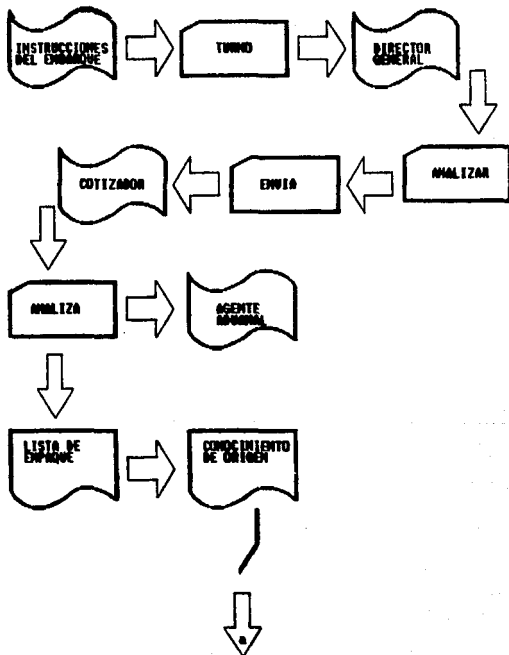 INSTRUCCIONES
DEL EMBARQUE
TURNO
DIRECTOR
GENERAL
ANALIZAR
ENVIA
COTIZADOR
ANALIZA
AGENTE
ADUANAL
LISTA DE
EMPAQUE
CONOCIMIENTO
DE ORIGEN
a